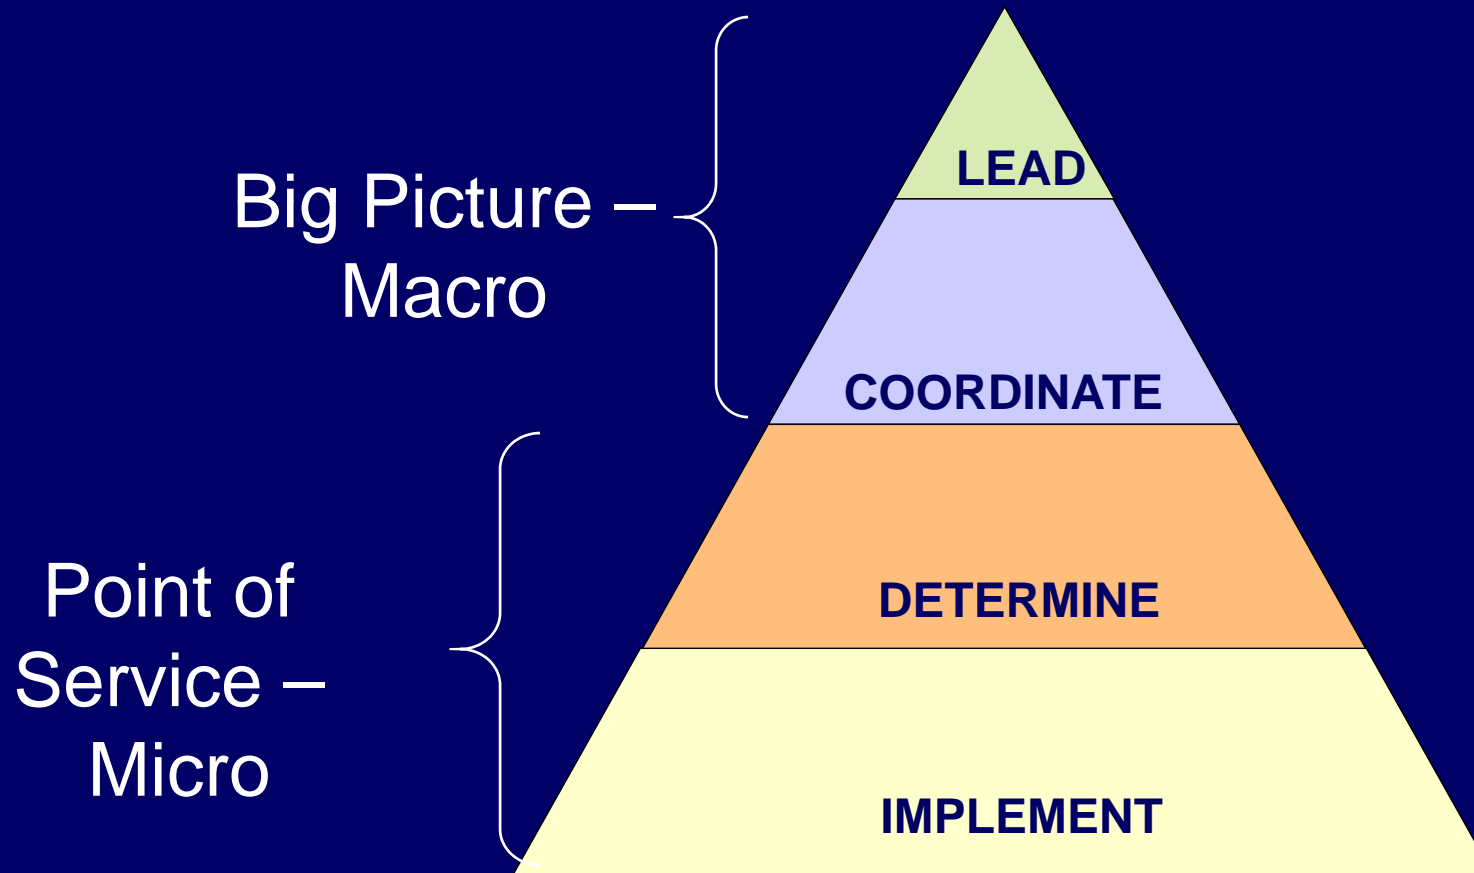 LEAD
Big Picture –
Macro
COORDINATE
Point of
Service –
Micro
DETERMINE
IMPLEMENT